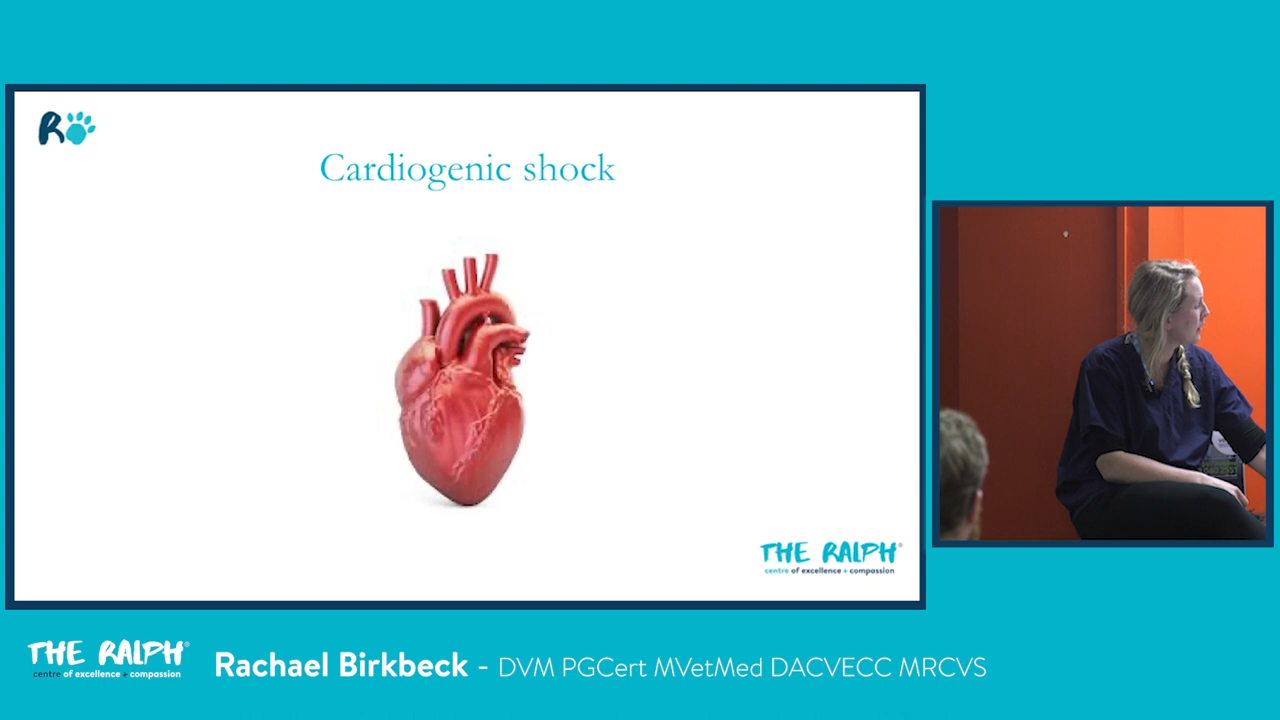 R
Cardiogenic shock
THE RALPH®
centre of excellence + compassion
THE RALPH®
centre of excellence + compassion
Rachael Birkbeck - DVM PGCert MVetMed DACVECC MRCVS